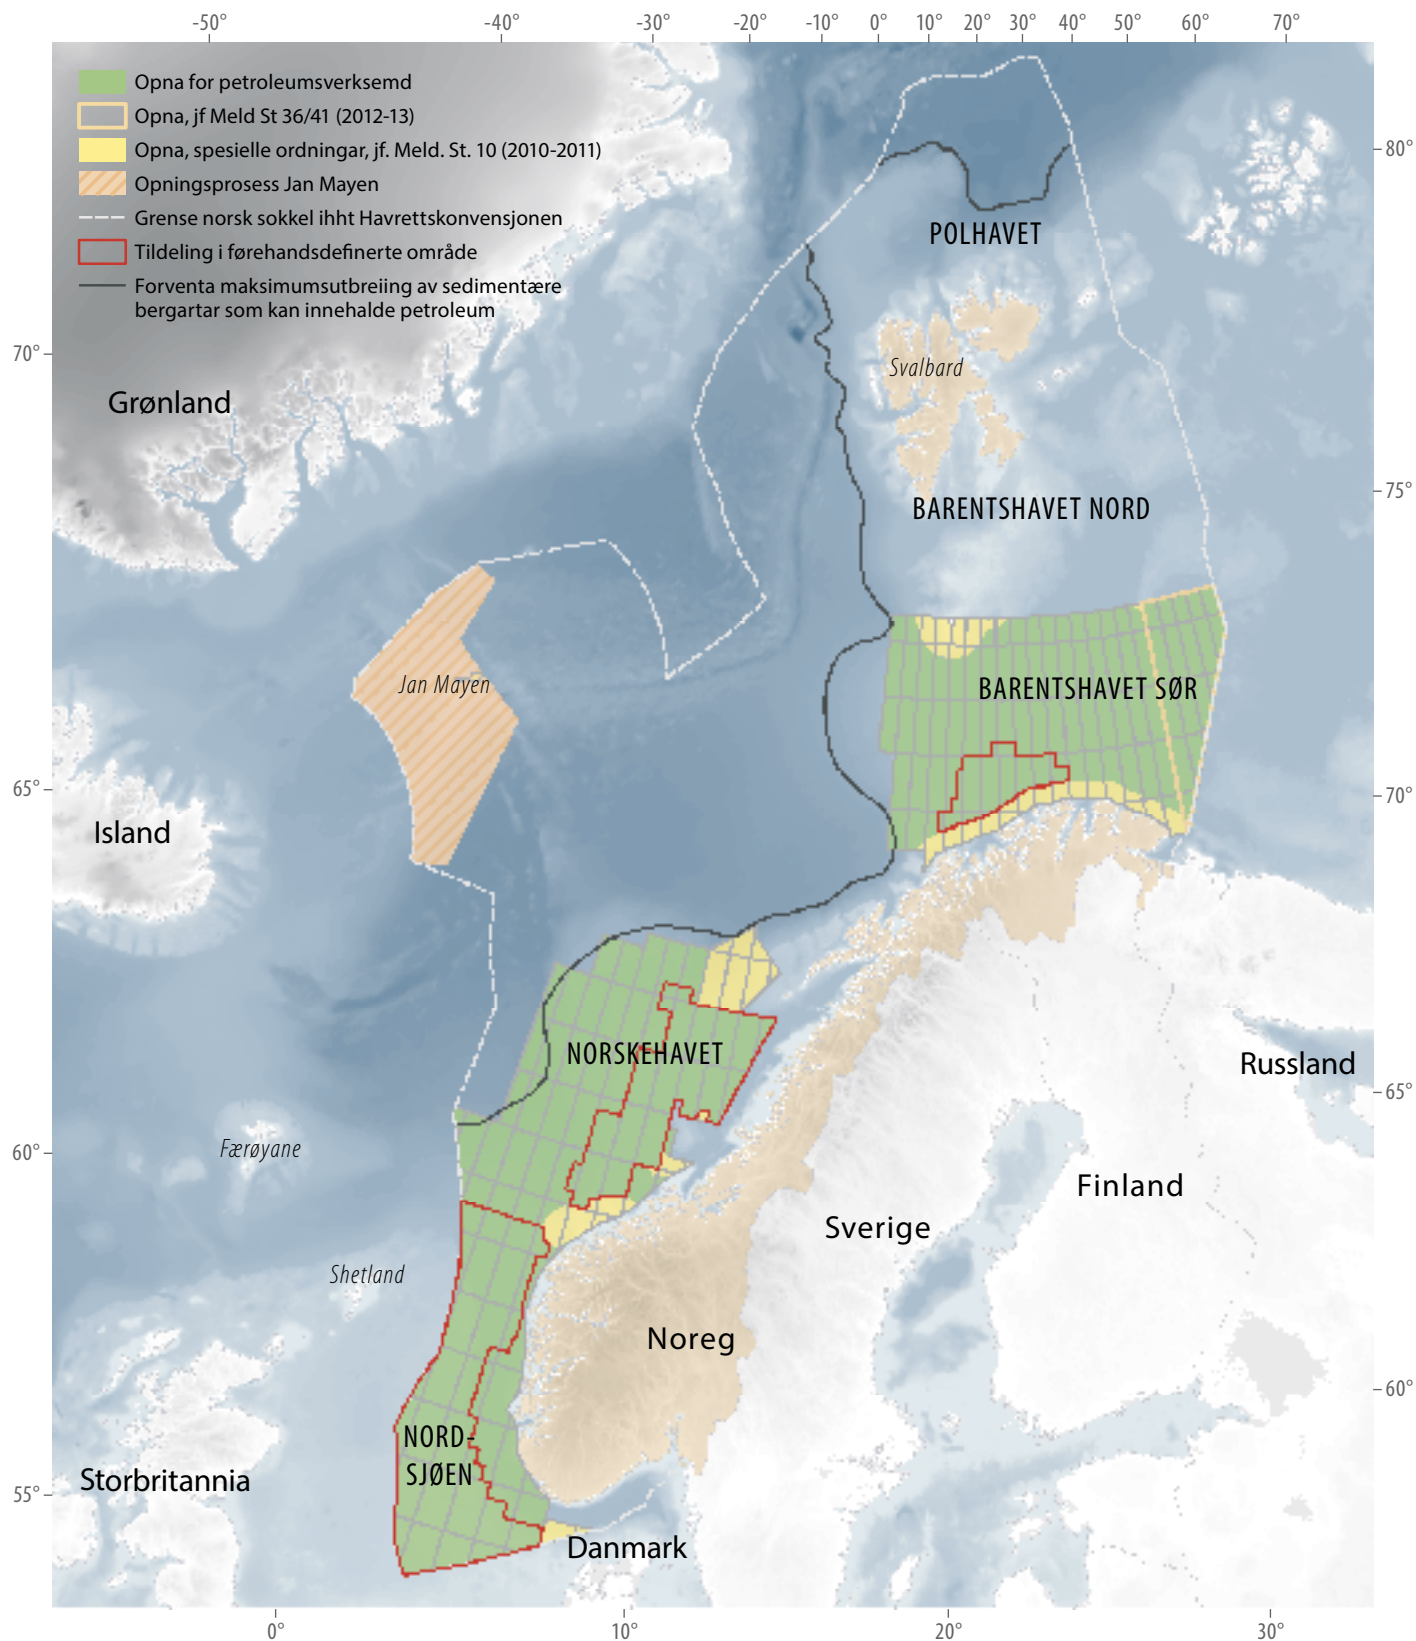 -50° -40° -30° -20° -10° 0° 10° 20° 30° 40° 50° 60° 70°
Opna for petroleumsverksemd
Opna, jf Meld St 36/41 (2012-13)
Opna, spesielle ordningar, jf. Meld. St. 10 (2010-2011)
Opningsprosess Jan Mayen
Grense norsk sokkel ihht Havrettskonvensjonen
Tildeling i førehandsdefinerte område
Forventa maksimumsutbreiing av sedimentære
bergartar som kan innehalde petroleum
80°
POLHAVET
70°
Svalbard
Grønland
75°
BARENTSHAVET NORD
Jan Mayen
BARENTSHAVET SØR
65°
70°
Island
NORSKEHAVET
Russland
65°
Færøyane
60°
Finland
Sverige
Shetland
Noreg
60°
NORD-
SJØEN
Storbritannia
55°
Danmark
0° 10° 20° 30°